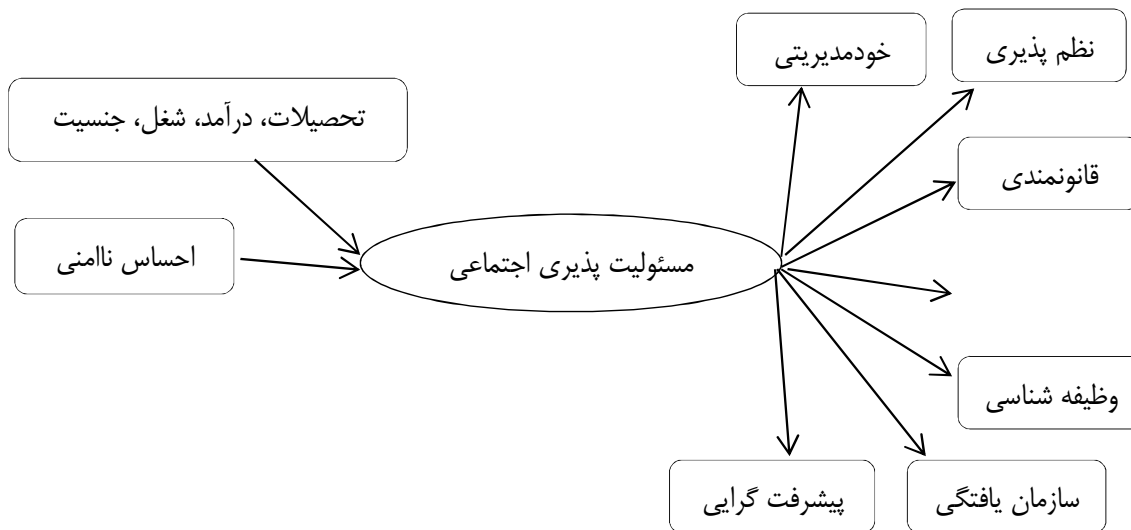 نظم پذیری
خودمدیریتی
تحصیلات، درآمد، شغل، جنسیت
قانونمندی
احساس ناامنی
مسئولیت پذیری اجتماعی
وظیفه شناسی
سازمان یافتگی
پیشرفت گرایی